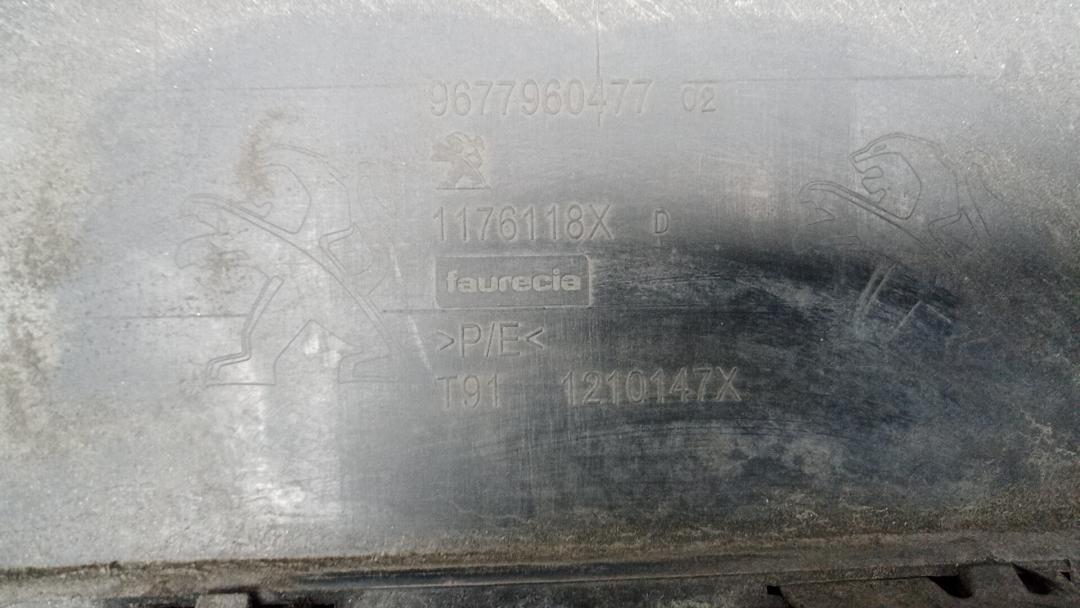 9677960477 02
1176118X D
faurecia
>P/E<
T91 1210147X